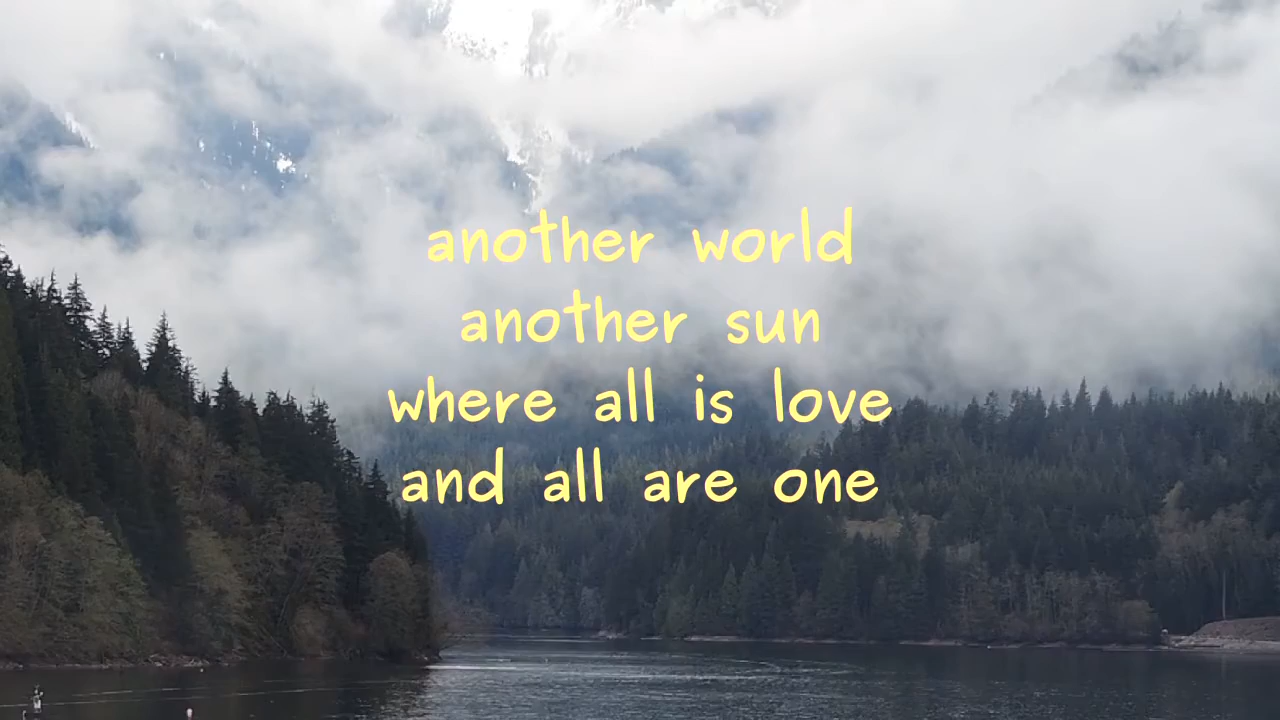 another world
another sun
where all is love
and all are one